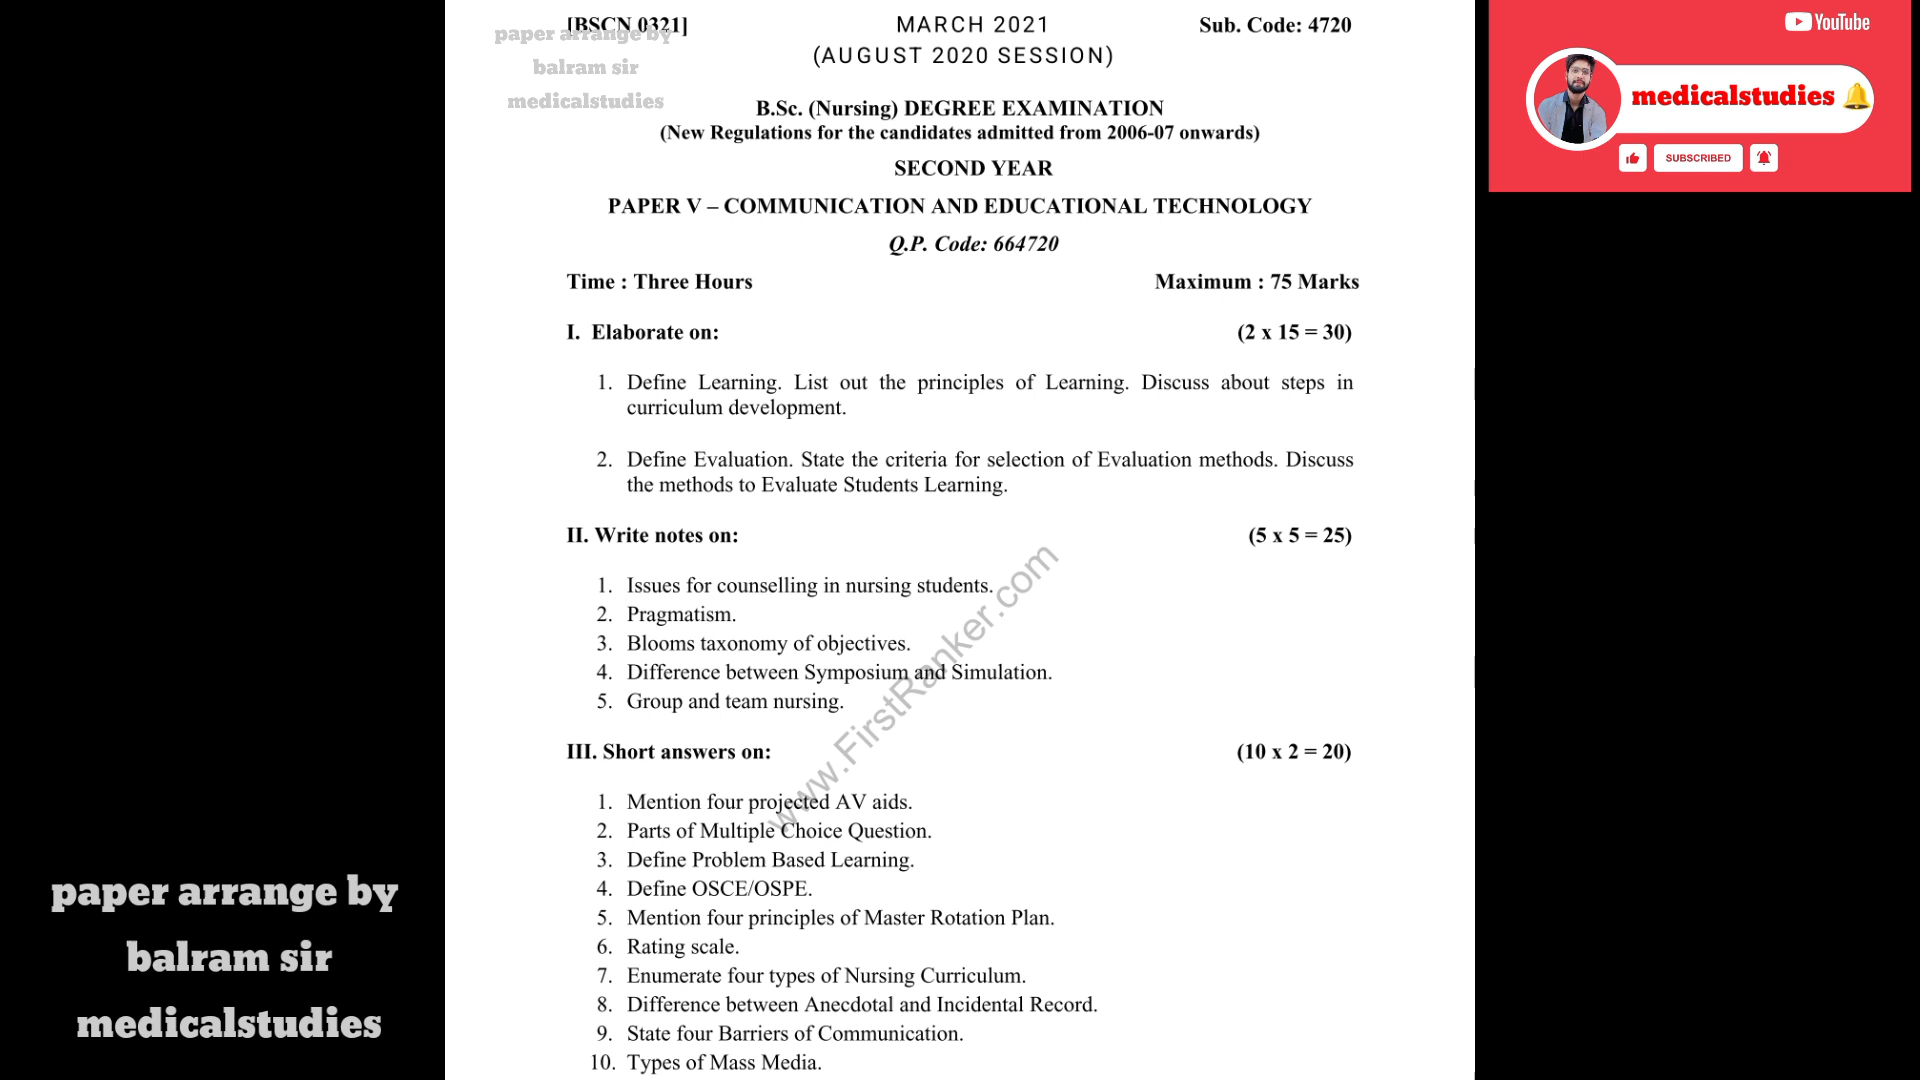 [BSCN 0321] MARCH 2021 Sub. Code: 4720
(AUGUST 2020 SESSION)
paper arrange by
balram sir
medicalstudies
B.Sc. (Nursing) DEGREE EXAMINATION
(New Regulations for the candidates admitted from 2006-07 onwards)
SECOND YEAR
PAPER V – COMMUNICATION AND EDUCATIONAL TECHNOLOGY
Q.P. Code: 664720
Time : Three Hours Maximum : 75 Marks
I. Elaborate on: (2 x 15 = 30)
1. Define Learning. List out the principles of Learning. Discuss about steps in
curriculum development.
2. Define Evaluation. State the criteria for selection of Evaluation methods. Discuss
the methods to Evaluate Students Learning.
II. Write notes on: (5 x 5 = 25)
1. Issues for counselling in nursing students.
2. Pragmatism.
3. Blooms taxonomy of objectives.
4. Difference between Symposium and Simulation.
5. Group and team nursing.
III. Short answers on: (10 x 2 = 20)
1. Mention four projected AV aids.
2. Parts of Multiple Choice Question.
3. Define Problem Based Learning.
4. Define OSCE/OSPE.
5. Mention four principles of Master Rotation Plan.
6. Rating scale.
7. Enumerate four types of Nursing Curriculum.
8. Difference between Anecdotal and Incidental Record.
9. State four Barriers of Communication.
10. Types of Mass Media.
www.FirstRanker.com
YouTube
medicalstudies
SUBSCRIBED
paper arrange by
balram sir
medicalstudies